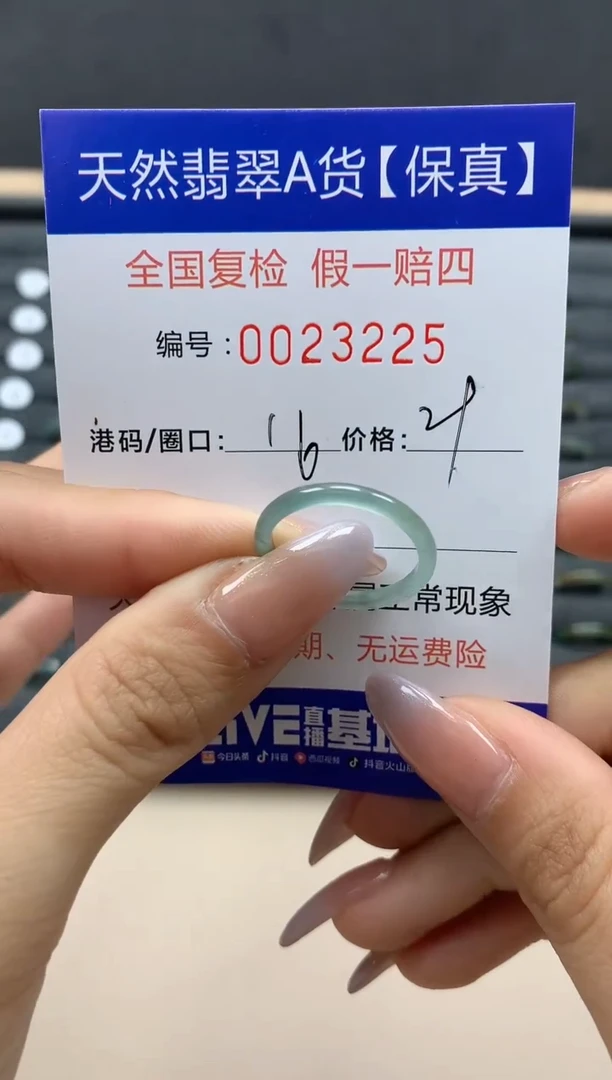 天然翡翠A货【保真】
全国复检 假一赔四
编号:0023225
港码/圈口: 16 价格:
常现象
期、无运费险
LIVE 直播 基
今日头条 抖音 西瓜视频 抖音火山